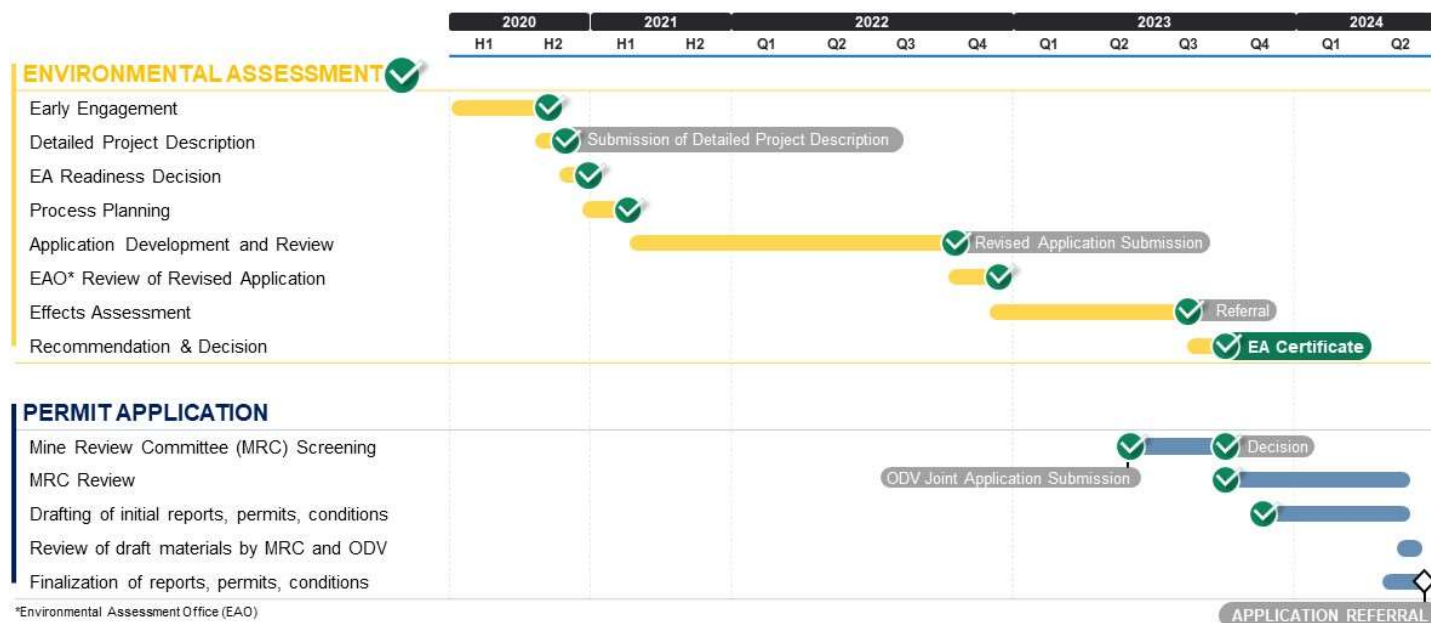 2020 2021 2022 2023 2024
H1 H2 H1 H2 Q1 Q2 Q3 Q4 Q1 Q2 Q3 Q4 Q1 Q2
ENVIRONMENTAL ASSESSMENT
Early Engagement
Detailed Project Description Submission of Detailed Project Description
EA Readiness Decision
Process Planning
Application Development and Review Revised Application Submission
EAO* Review of Revised Application
Effects Assessment Referral
Recommendation & Decision EA Certificate
PERMIT APPLICATION
Mine Review Committee (MRC) Screening Decision
MRC Review ODV Joint Application Submission
Drafting of initial reports, permits, conditions
Review of draft materials by MRC and ODV
Finalization of reports, permits, conditions
*Environmental Assessment Office (EAO) APPLICATION REFERRAL